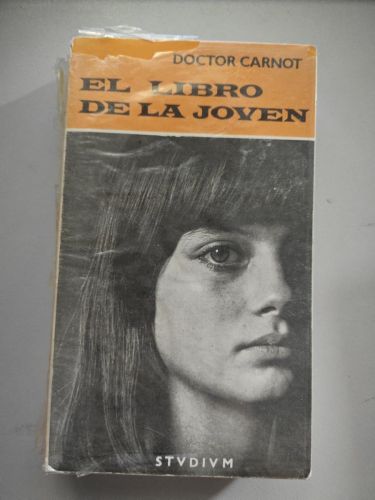 DOCTOR CARNOT
EL LIBRO
DE LA JOVEN
STVDIVM